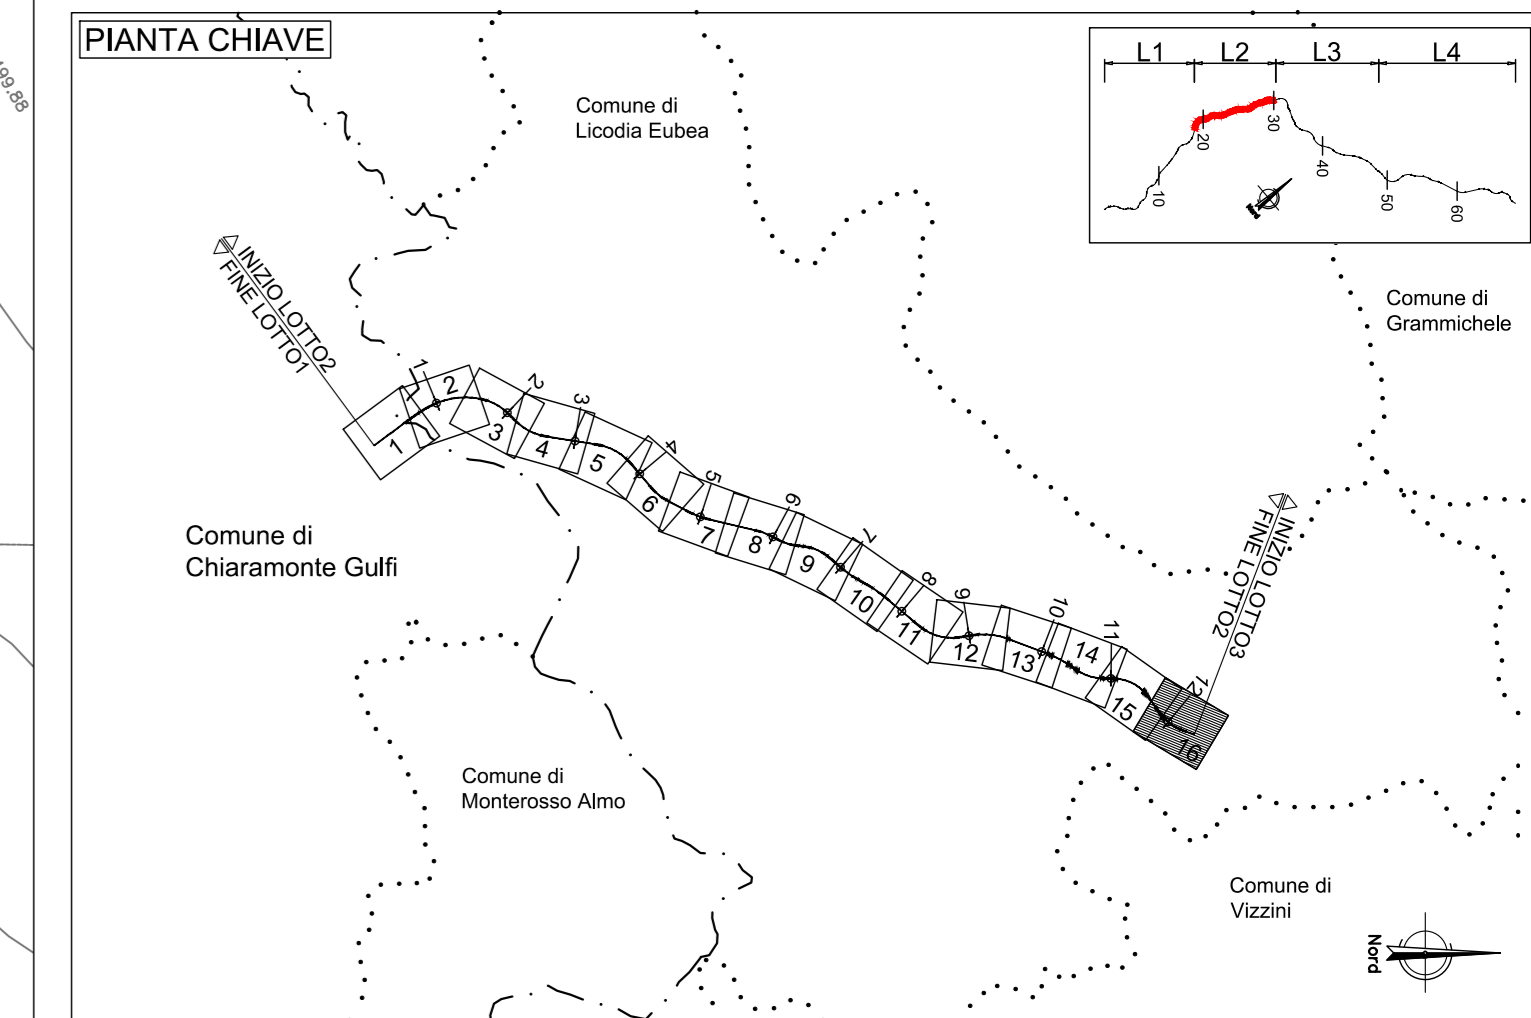 499.88
PIANTA CHIAVE
L1
L2
L3
L4
10
20
30
40
50
60
Nord
Comune di
Licodia Eubea
Comune di
Grammichele
INIZIO LOTTO2
FINE LOTTO1
1
2
3
4
5
6
7
8
9
10
11
12
1
2
3
4
5
6
7
8
9
10
11
12
13
14
15
16
INIZIO LOTTO3
FINE LOTTO2
Comune di
Chiaramonte Gulfi
Comune di
Monterosso Almo
Comune di
Vizzini
Nord